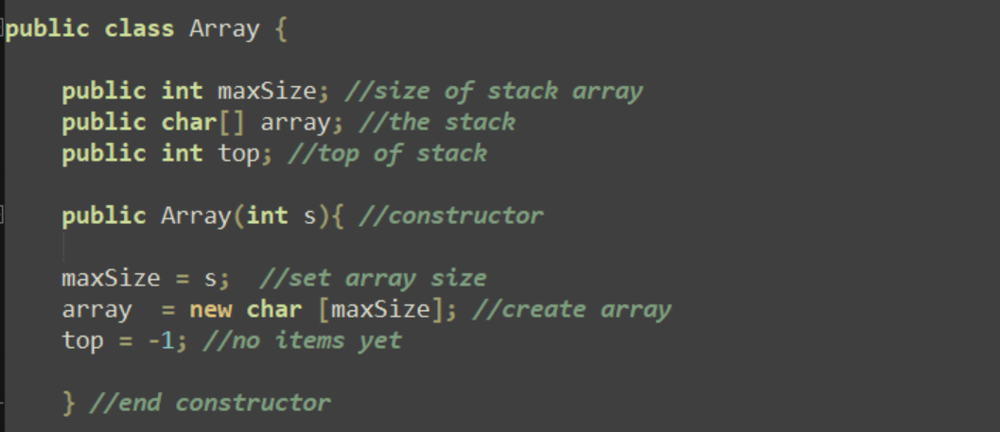 public class Array {
public int maxSize; //size of stack array
public char[] array; //the stack
public int top; //top of stack
public Array(int s){ //constructor
maxSize = s;  //set array size
array  = new char [maxSize]; //create array
top = -1; //no items yet
} //end constructor